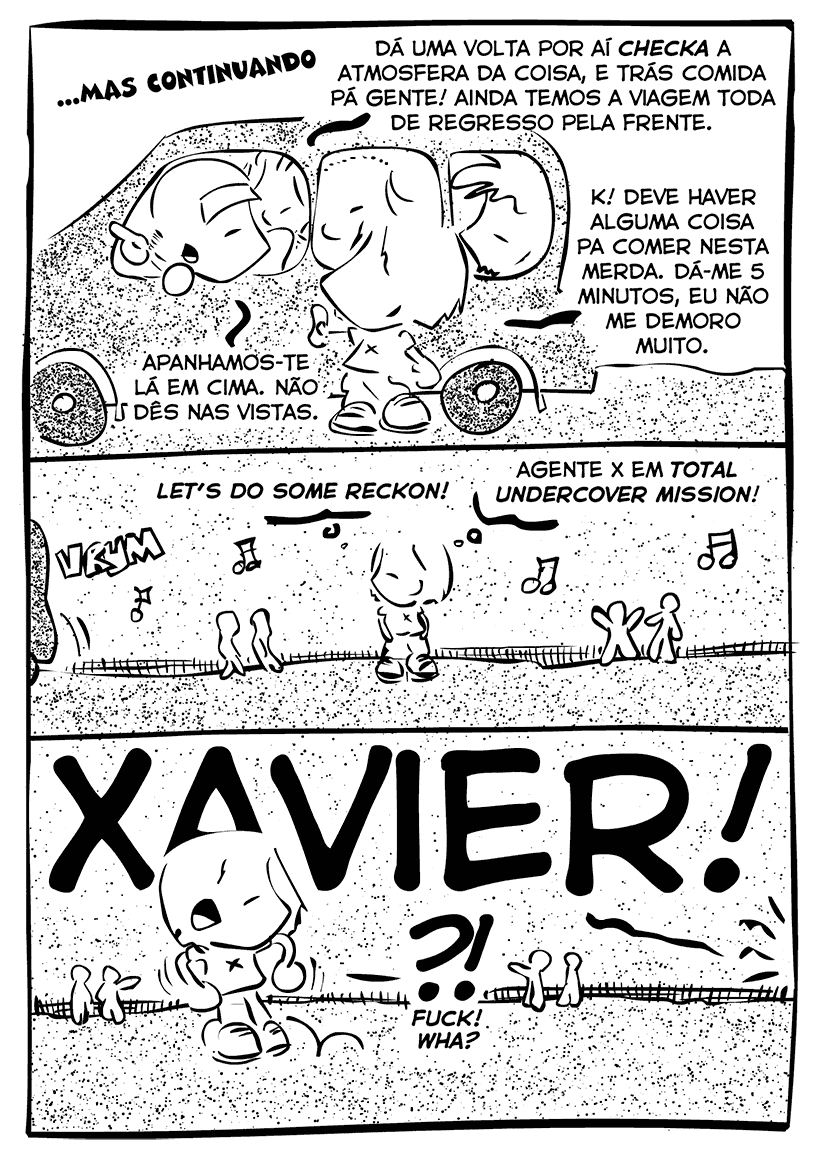 ...MAS CONTINUANDO
DÁ UMA VOLTA POR AÍ CHECKA A
ATMOSFERA DA COISA, E TRÁS COMIDA
PÁ GENTE! AINDA TEMOS A VIAGEM TODA
DE REGRESSO PELA FRENTE.
K! DEVE HAVER
ALGUMA COISA
PA COMER NESTA
MERDA. DÁ-ME 5
MINUTOS, EU NÃO
ME DEMORO
MUITO.
APANHAMOS-TE
LÁ EM CIMA. NÃO
DÊS NAS VISTAS.
X
LET'S DO SOME RECKON!
AGENTE X EM TOTAL
UNDERCOVER MISSION!
VRYM
X
XAVIER!
X
?!
FUCK!
WHA?